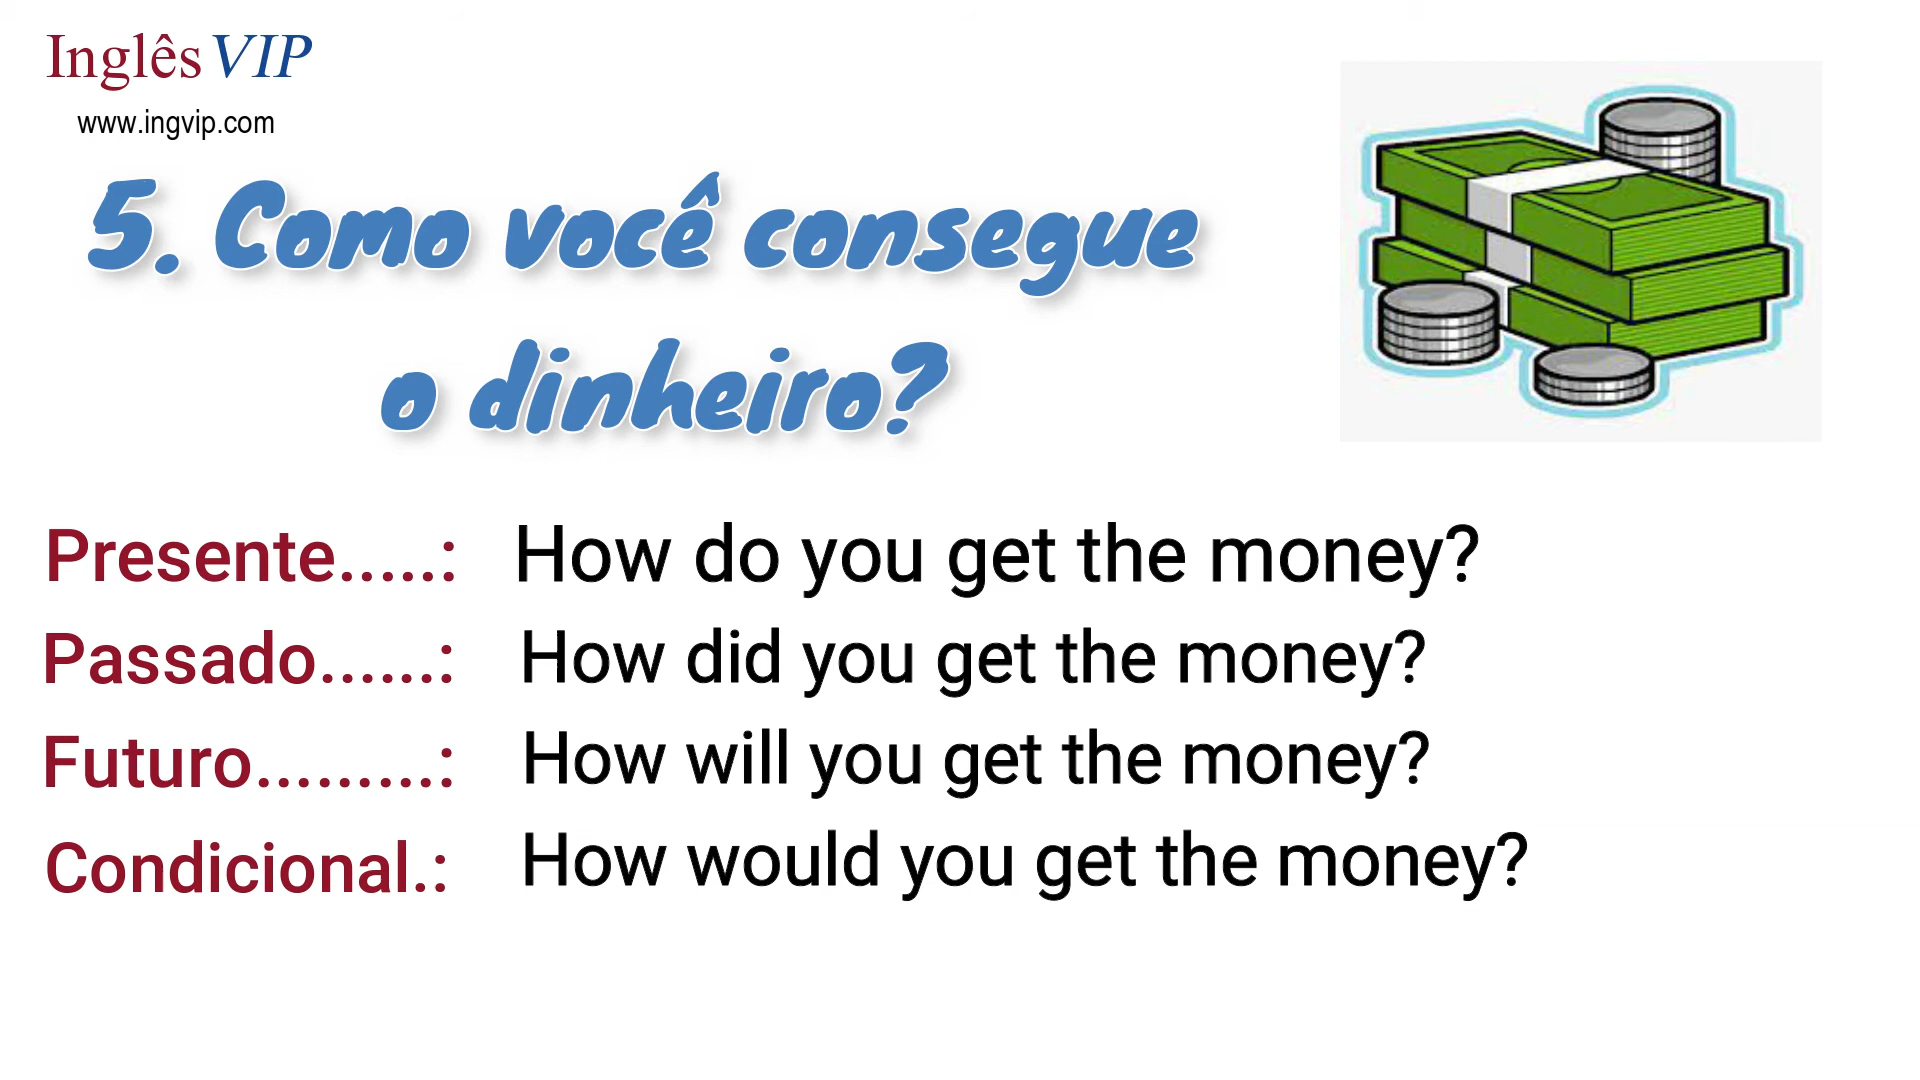 Inglês VIP
www.ingvip.com
5. Como você consegue
o dinheiro?
Presente.....: How do you get the money?
Passado......: How did you get the money?
Futuro.........: How will you get the money?
Condicional.: How would you get the money?